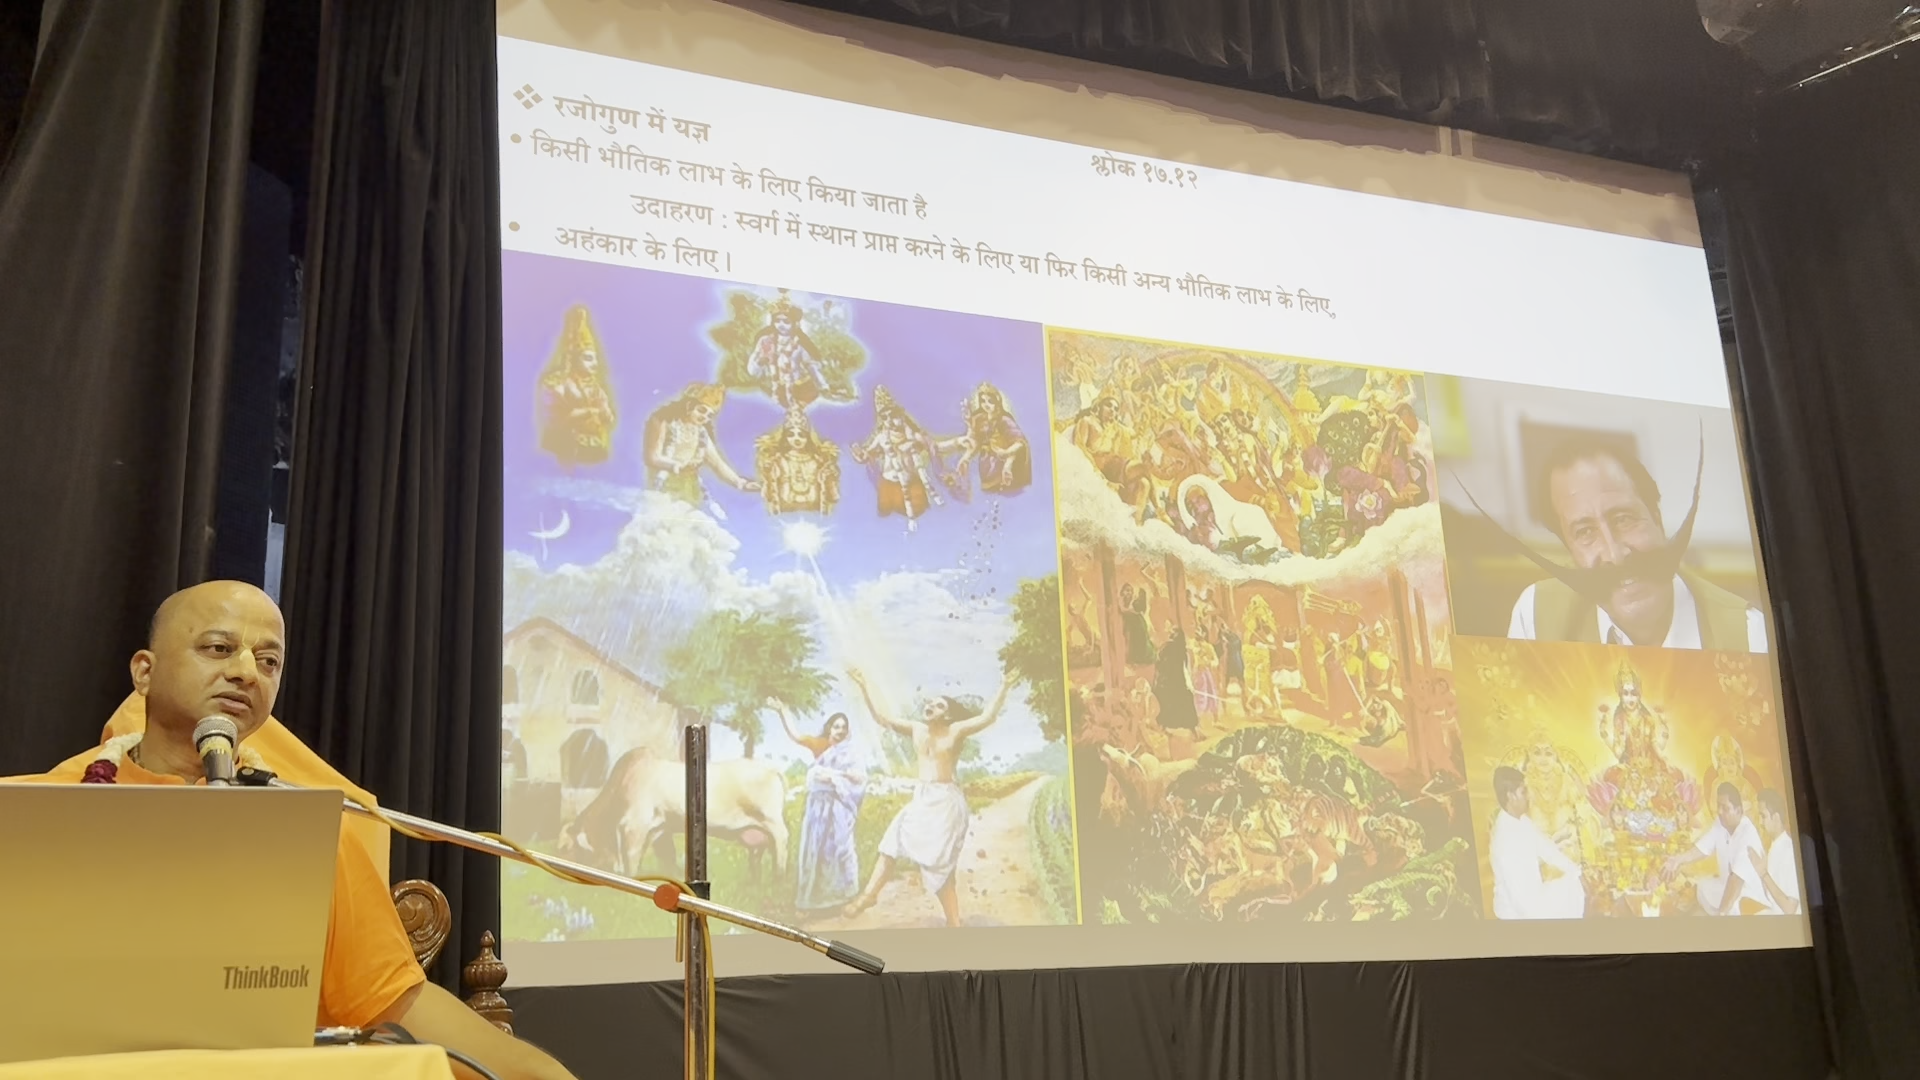 ❖ रजोगुण में यज्ञ
श्लोक १७.१२
• किसी भौतिक लाभ के लिए किया जाता है
उदाहरण : स्वर्ग में स्थान प्राप्त करने के लिए या फिर किसी अन्य भौतिक लाभ के लिए,
• अहंकार के लिए।
ThinkBook